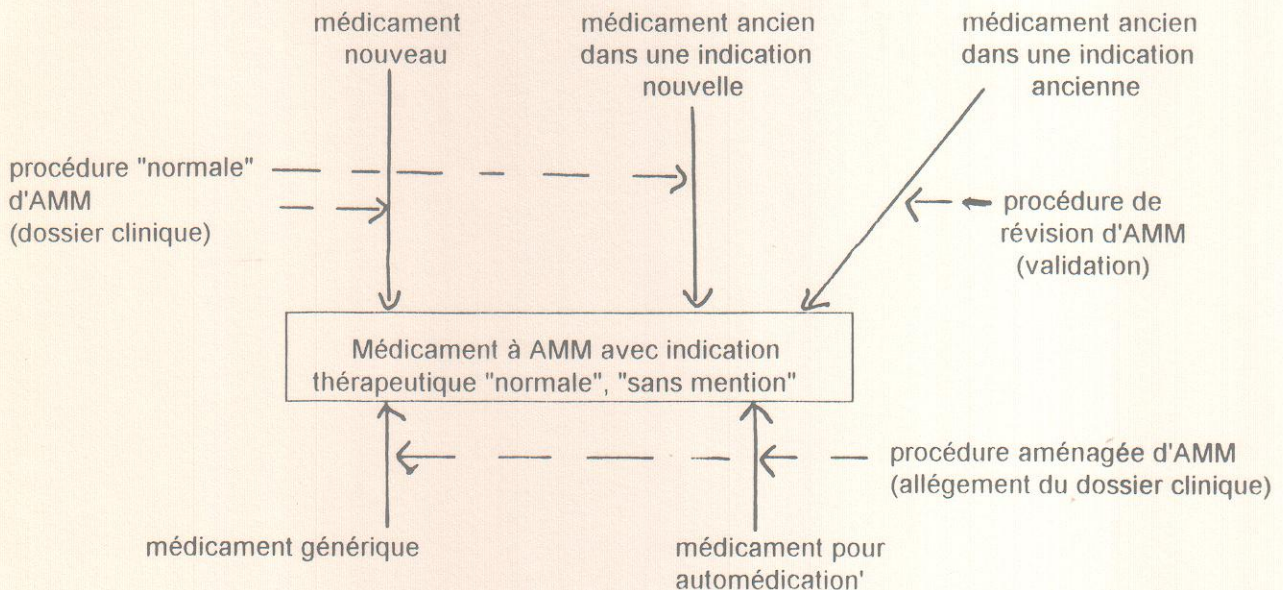 médicament
nouveau
médicament ancien
dans une indication
nouvelle
médicament ancien
dans une indication
ancienne
procédure "normale"
d'AMM
(dossier clinique)
procédure de
révision d'AMM
(validation)
Médicament à AMM avec indication
thérapeutique "normale", "sans mention"
procédure aménagée d'AMM
(allégement du dossier clinique)
médicament générique
médicament pour
automédication'